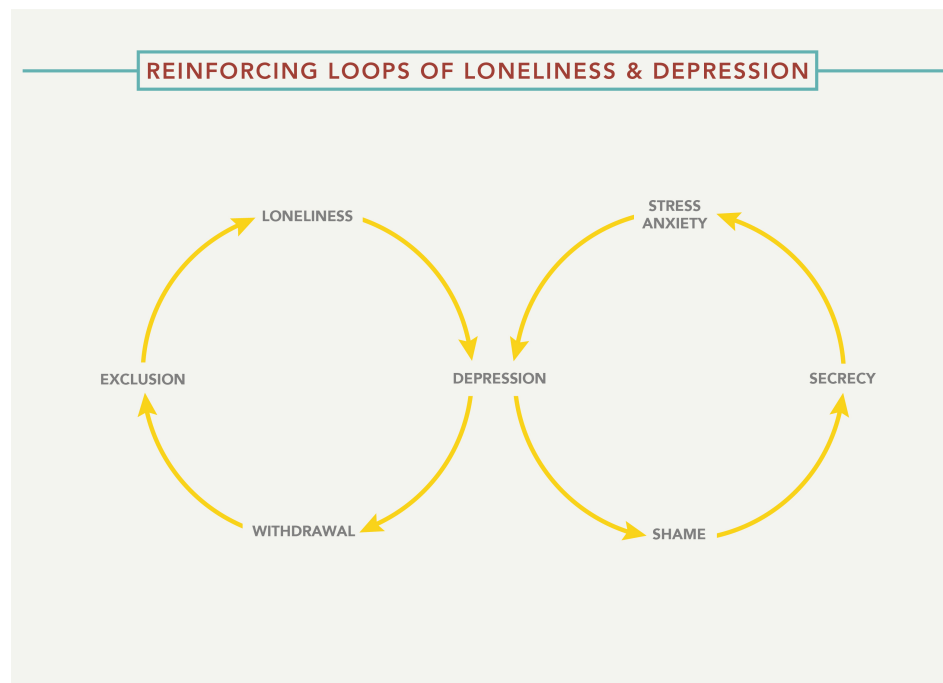 REINFORCING LOOPS OF LONELINESS & DEPRESSION
LONELINESS
STRESS
ANXIETY
EXCLUSION
DEPRESSION
SECRECY
WITHDRAWAL
SHAME